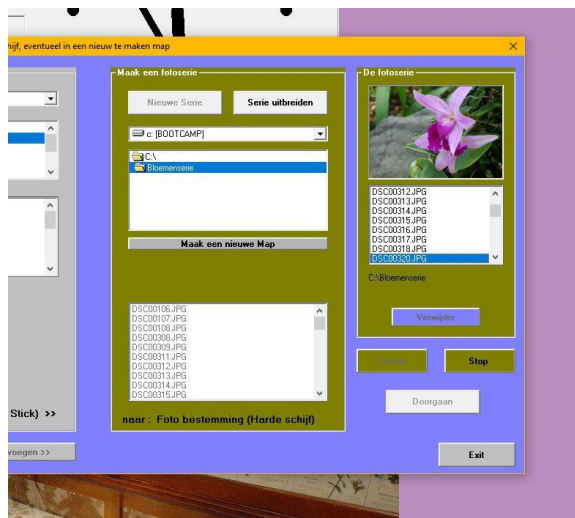 hijf, eventueel in een nieuw te maken map
Maak een fotoserie
De fotoserie
Nieuwe Serie
Serie uitbreiden
c: [BOOTCAMP]
C:\
Bloemenserie
Maak een nieuwe Map
DSC00106.JPG
DSC00107.JPG
DSC00108.JPG
DSC00308.JPG
DSC00309.JPG
DSC00311.JPG
DSC00312.JPG
DSC00313.JPG
DSC00314.JPG
DSC00315.JPG
naar : Foto bestemming (Harde schijf)
DSC00312.JPG
DSC00313.JPG
DSC00314.JPG
DSC00315.JPG
DSC00316.JPG
DSC00317.JPG
DSC00318.JPG
DSC00320.JPG
C:\Bloemenserie
Verwijder
Stop
Doorgaan
Stick) >>
voegen >>
Exit